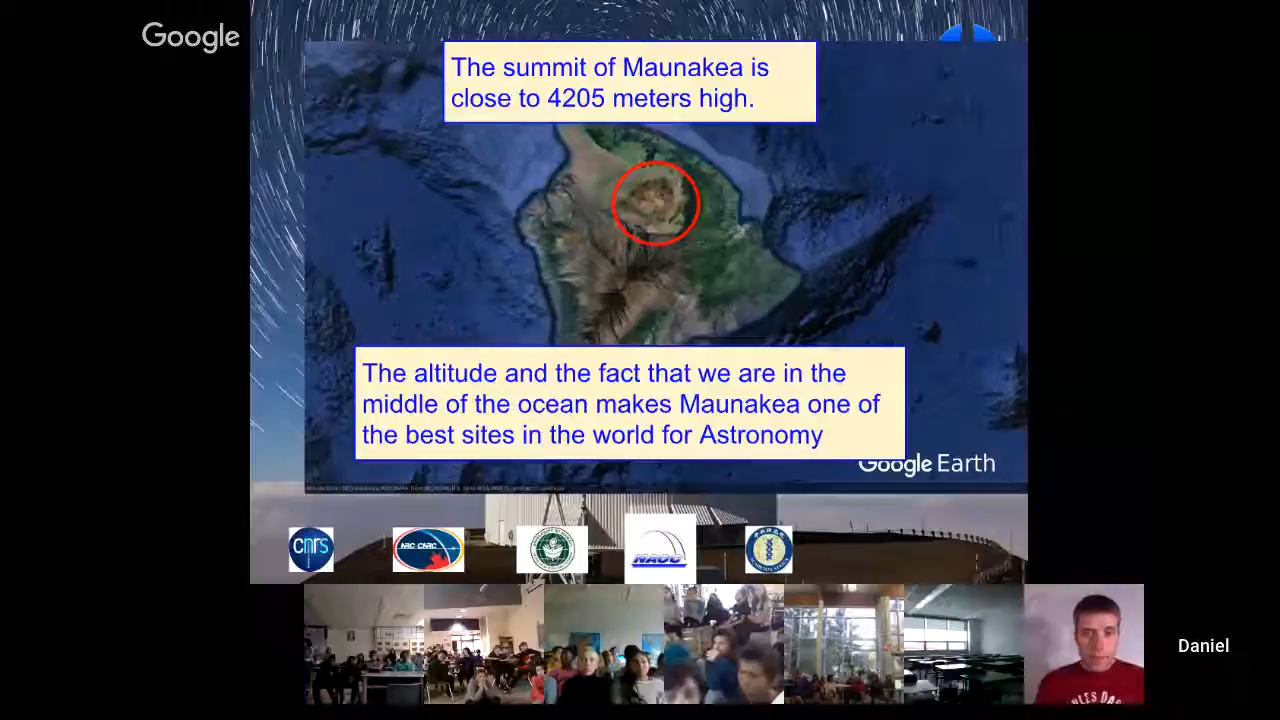 Google
The summit of Maunakea is
close to 4205 meters high.
The altitude and the fact that we are in the
middle of the ocean makes Maunakea one of
the best sites in the world for Astronomy
Google Earth
cnrs
NRC·CNRC
NAOC
Daniel